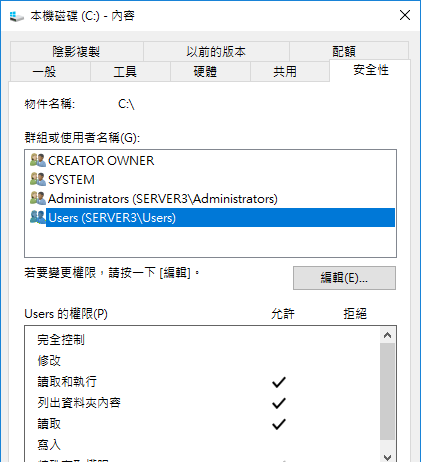 本機磁碟 (C:) - 內容
陰影複製 以前的版本 配額
一般 工具 硬體 共用 安全性
物件名稱: C:\
群組或使用者名稱(G):
CREATOR OWNER
SYSTEM
Administrators (SERVER3\Administrators)
Users (SERVER3\Users)
若要變更權限，請按一下 [編輯]。
編輯(E)...
Users 的權限(P) 允許 拒絕
完全控制
修改
讀取和執行
列出資料夾內容
讀取
寫入